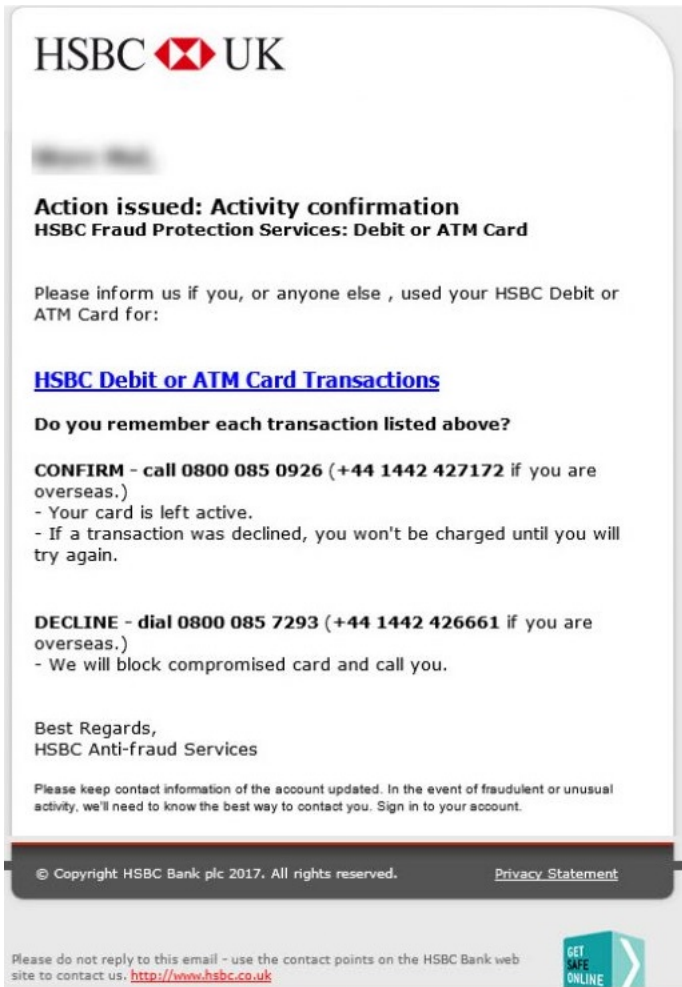 HSBC UK
Action issued: Activity confirmation
HSBC Fraud Protection Services: Debit or ATM Card
Please inform us if you, or anyone else , used your HSBC Debit or
ATM Card for:
HSBC Debit or ATM Card Transactions
Do you remember each transaction listed above?
CONFIRM - call 0800 085 0926 (+44 1442 427172 if you are
overseas.)
- Your card is left active.
- If a transaction was declined, you won't be charged until you will
try again.
DECLINE - dial 0800 085 7293 (+44 1442 426661 if you are
overseas.)
- We will block compromised card and call you.
Best Regards,
HSBC Anti-fraud Services
Please keep contact information of the account updated. In the event of fraudulent or unusual
activity, we'll need to know the best way to contact you. Sign in to your account.
© Copyright HSBC Bank plc 2017. All rights reserved. Privacy Statement
Please do not reply to this email - use the contact points on the HSBC Bank web
site to contact us. http://www.hsbc.co.uk
GET
SAFE
ONLINE